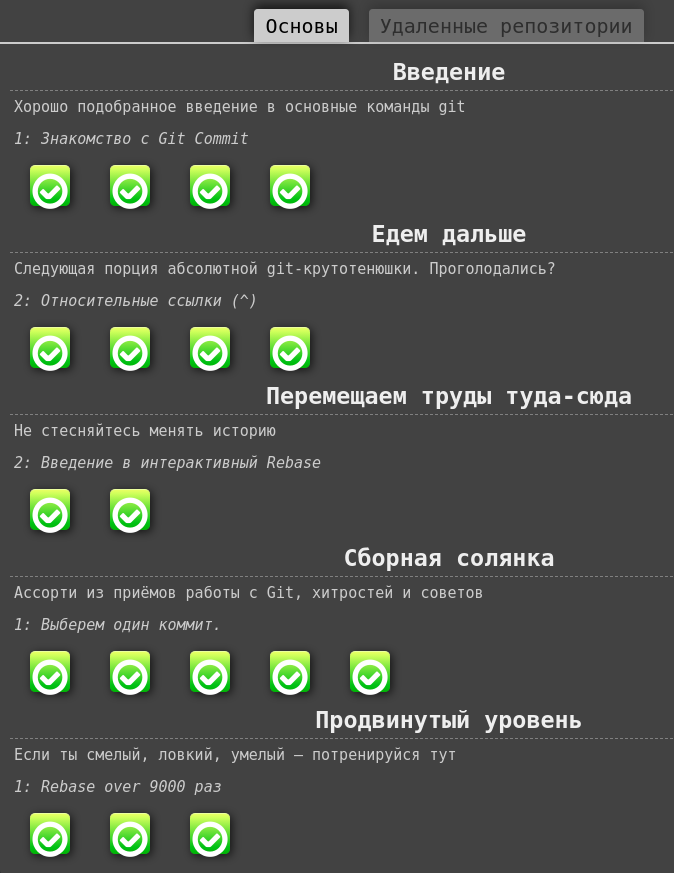 Основы Удаленные репозитории
Введение
Хорошо подобранное введение в основные команды git
1: Знакомство с Git Commit
Едем дальше
Следующая порция абсолютной git-крутотенюшки. Проголодались?
2: Относительные ссылки (^)
Перемещаем труды туда-сюда
Не стесняйтесь менять историю
2: Введение в интерактивный Rebase
Сборная солянка
Ассорти из приёмов работы с Git, хитростей и советов
1: Выберем один коммит.
Продвинутый уровень
Если ты смелый, ловкий, умелый – потренируйся тут
1: Rebase over 9000 раз